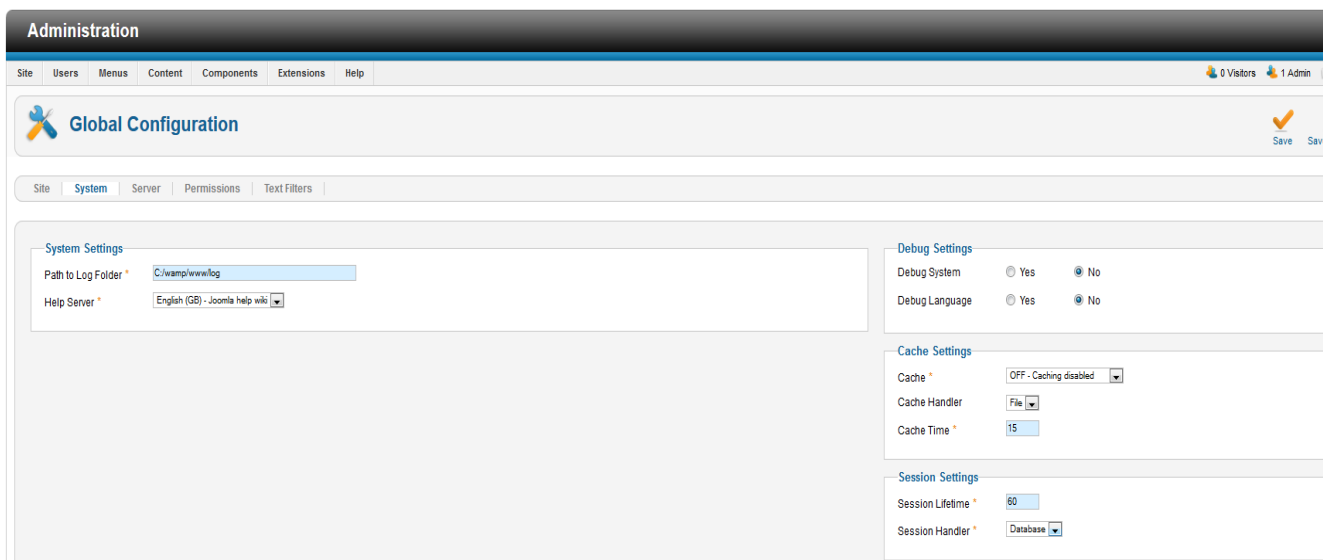 Administration
Site Users Menus Content Components Extensions Help 0 Visitors 1 Admin
Global Configuration
Save Sav
Site System Server Permissions Text Filters
System Settings
Path to Log Folder * C:/wamp/www/log
Help Server * English (GB) - Joomla help wiki
Debug Settings
Debug System Yes No
Debug Language Yes No
Cache Settings
Cache * OFF - Caching disabled
Cache Handler File
Cache Time * 15
Session Settings
Session Lifetime * 60
Session Handler * Database